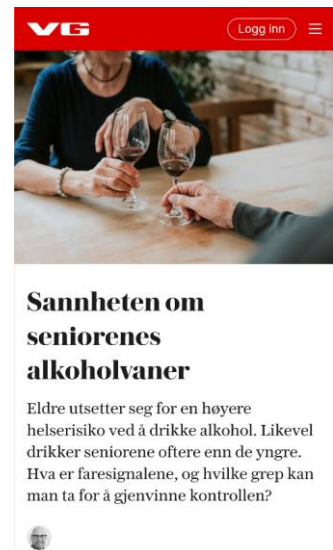 VG
Logg inn
Sannheten om
seniorenes
alkoholvaner
Eldre utsetter seg for en høyere
helserisiko ved å drikke alkohol. Likevel
drikker seniorene oftere enn de yngre.
Hva er faresignalene, og hvilke grep kan
man ta for å gjenvinne kontrollen?